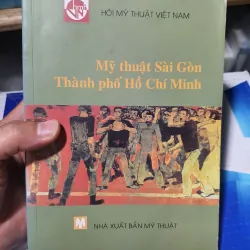 HỘI MỸ THUẬT VIỆT NAM
Mỹ thuật Sài Gòn
Thành phố Hồ Chí Minh
NHÀ XUẤT BẢN MỸ THUẬT